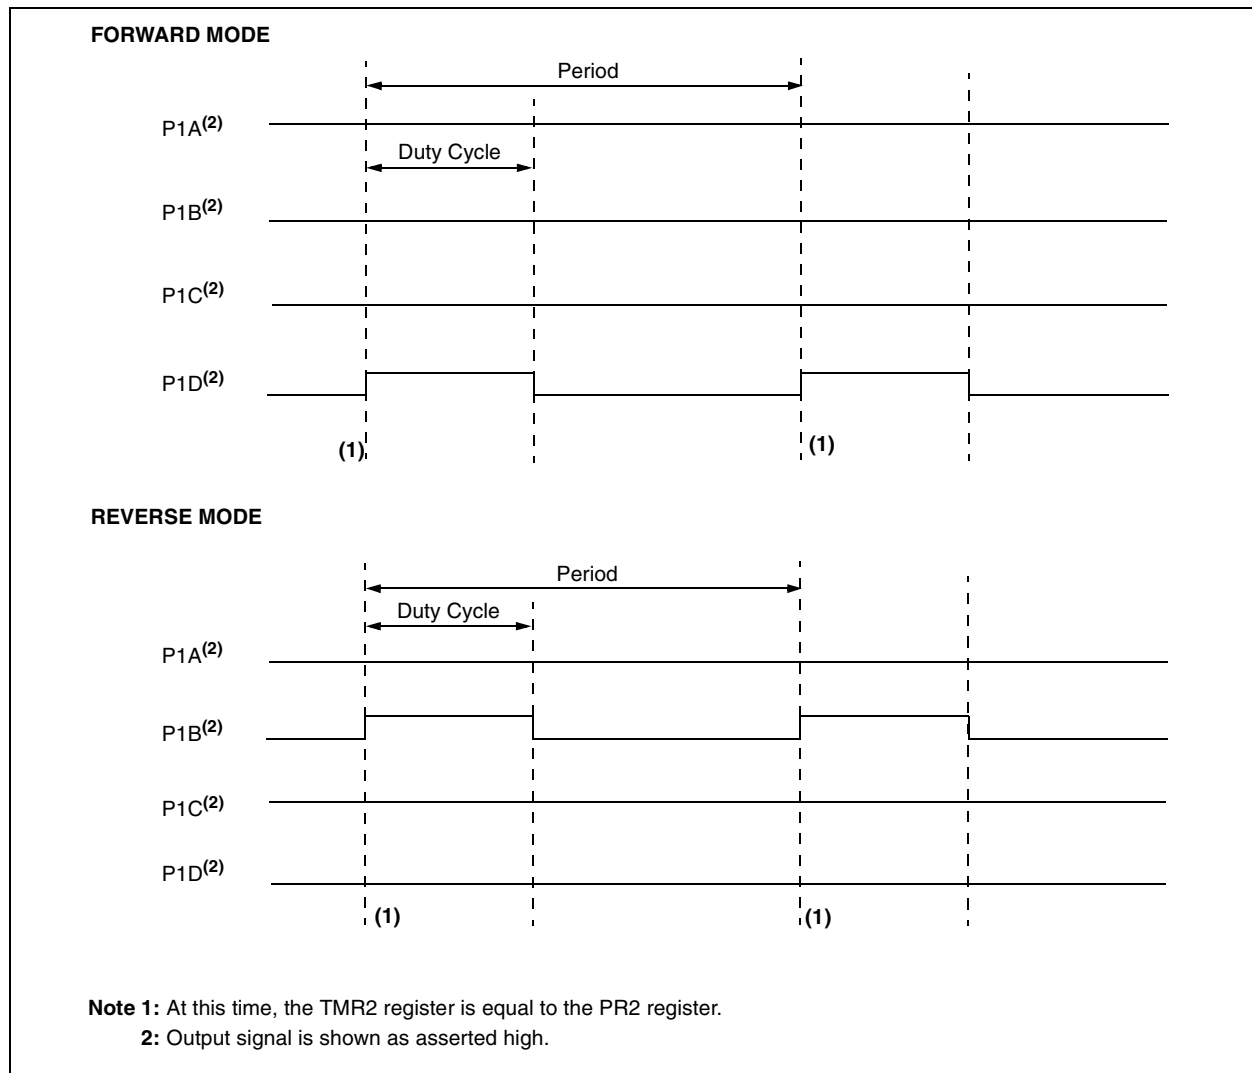 FORWARD MODE
Period
P1A(2)
Duty Cycle
P1B(2)
P1C(2)
P1D(2)
(1)
(1)
REVERSE MODE
Period
Duty Cycle
P1A(2)
P1B(2)
P1C(2)
P1D(2)
(1)
(1)
Note 1: At this time, the TMR2 register is equal to the PR2 register.
2: Output signal is shown as asserted high.